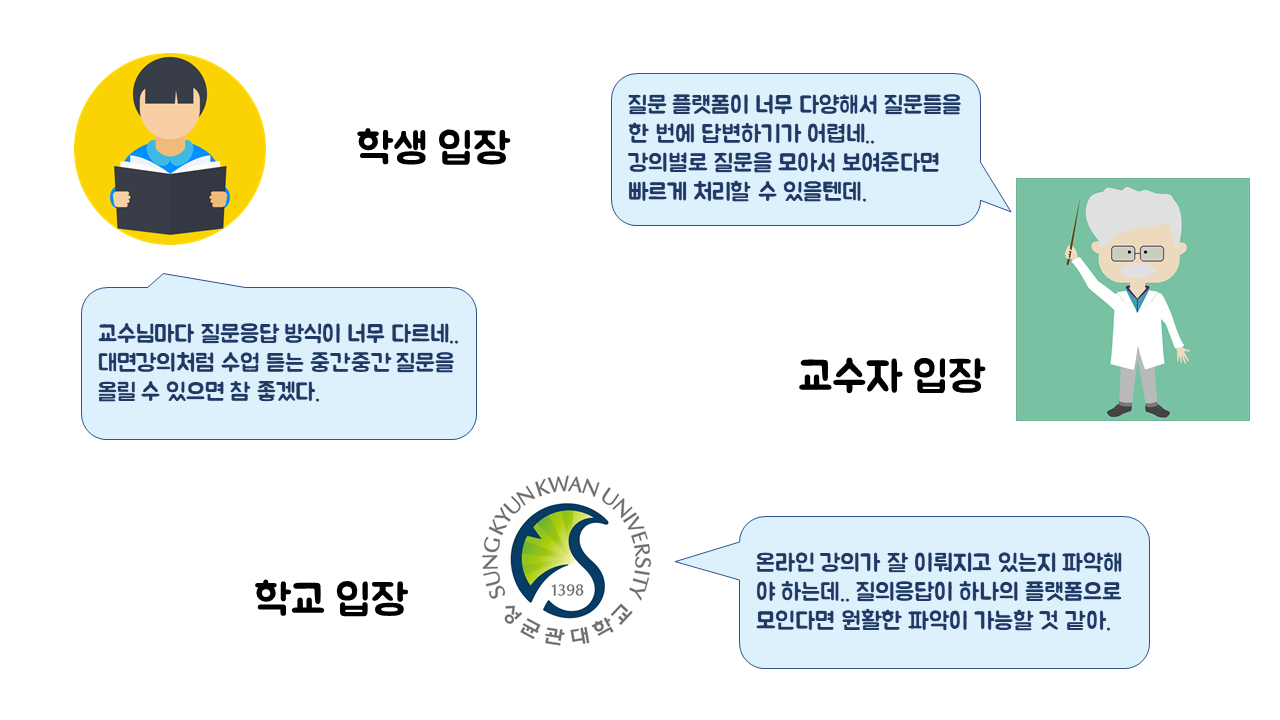 학생 입장
질문 플랫폼이 너무 다양해서 질문들을
한 번에 답변하기가 어렵네..
강의별로 질문을 모아서 보여준다면
빠르게 처리할 수 있을텐데.
교수님마다 질문응답 방식이 너무 다르네..
대면강의처럼 수업 듣는 중간중간 질문을
올릴 수 있으면 참 좋겠다.
교수자 입장
학교 입장
SUNG KYUN KWAN UNIVERSITY
1398
성균관대학교
온라인 강의가 잘 이뤄지고 있는지 파악해
야 하는데.. 질의응답이 하나의 플랫폼으로
모인다면 원활한 파악이 가능할 것 같아.